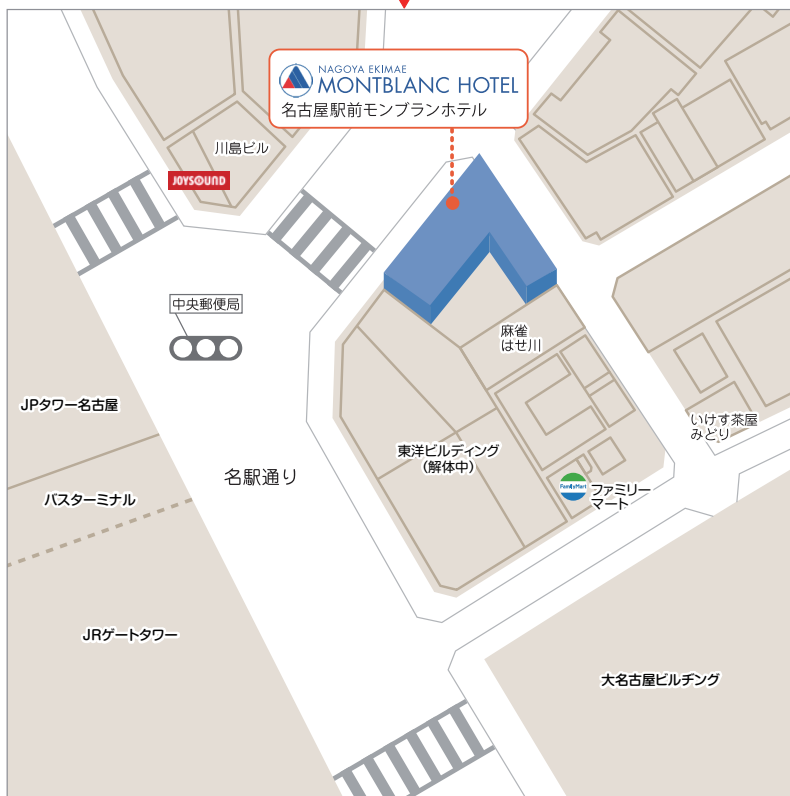 NAGOYA EKIMAE
MONTBLANC HOTEL
名古屋駅前モンブランホテル
川島ビル
JOYSOUND
中央郵便局
麻雀
はせ川
JPタワー名古屋
いけす茶屋
みどり
東洋ビルディング
(解体中)
名駅通り
バスターミナル
FamilyMart
ファミリー
マート
JRゲートタワー
大名古屋ビルヂング